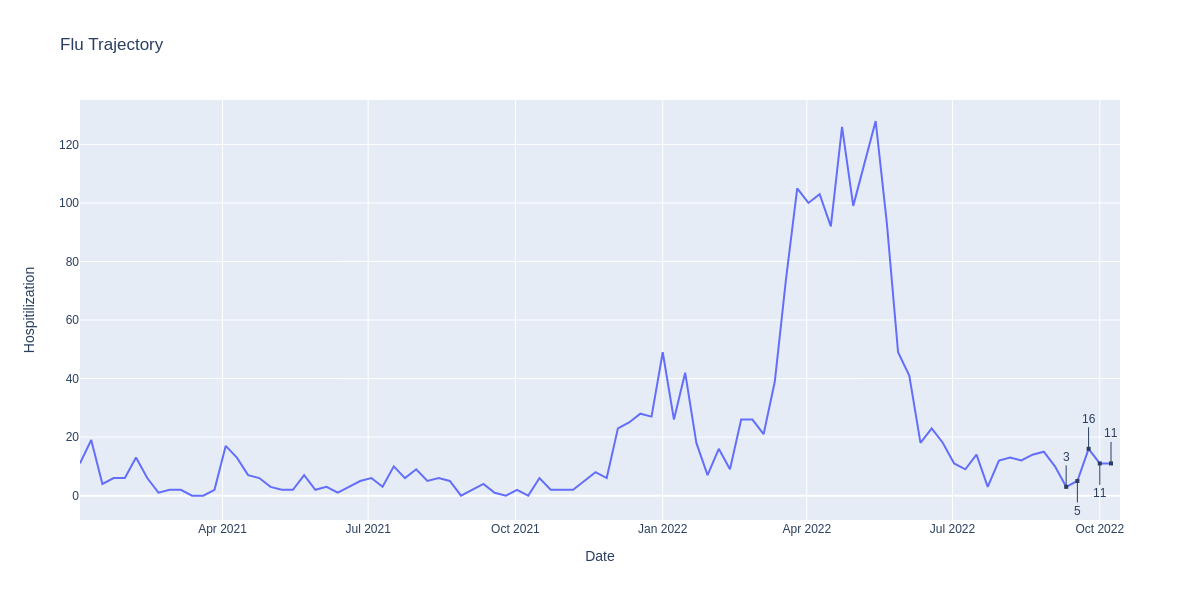 Flu Trajectory
120
100
80
60
40
20
0
Hospitilization
16
11
3
11
5
Apr 2021
Jul 2021
Oct 2021
Jan 2022
Apr 2022
Jul 2022
Oct 2022
Date